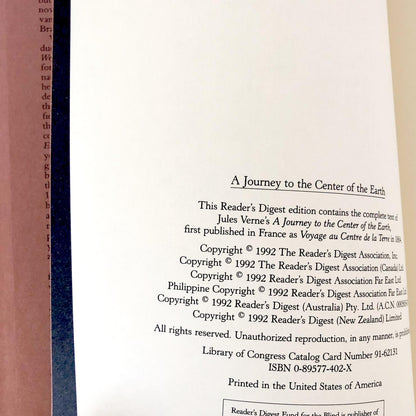 A Journey to the Center of the Earth
This Reader's Digest edition contains the complete text of
Jules Verne's A Journey to the Center of the Earth,
first published in France as Voyage au Centre de la Terre in 1864.
Copyright © 1992 The Reader's Digest Association, Inc.
Copyright © 1992 The Reader's Digest Association (Canada) Ltd.
Copyright © 1992 Reader's Digest Association Far East Ltd.
Philippine Copyright © 1992 Reader's Digest Association Far East Ltd.
Copyright © 1992 Reader's Digest (Australia) Pty. Ltd. (A.C.N.
Copyright © 1992 Reader's Digest (New Zealand) Limited
All rights reserved. Unauthorized reproduction, in any manner, is
Library of Congress Catalog Card Number 91-62131
ISBN 0-89577-402-X
Printed in the United States of America
Reader's Digest Fund for the Blind is publisher of